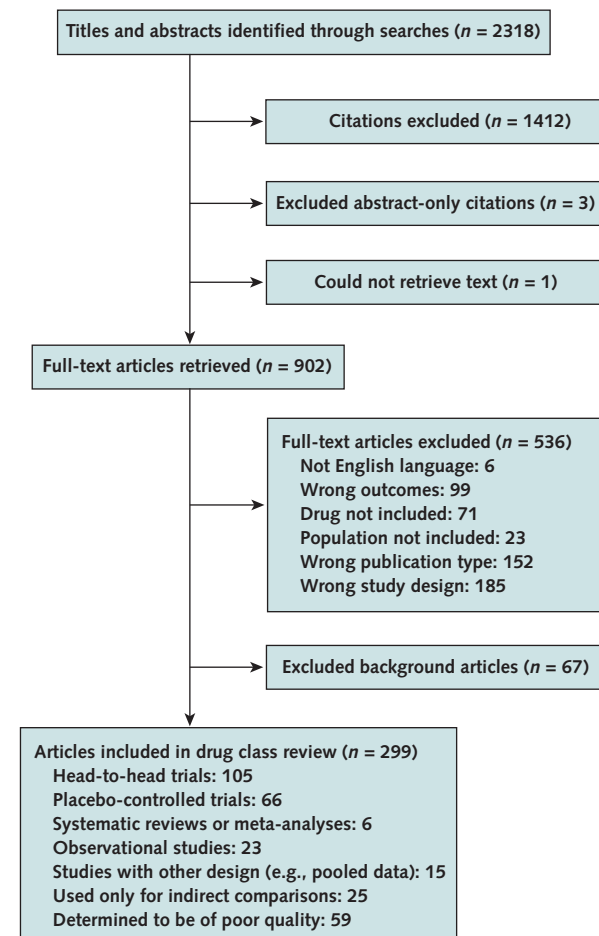 Titles and abstracts identified through searches (n = 2318)
Citations excluded (n = 1412)
Excluded abstract-only citations (n = 3)
Could not retrieve text (n = 1)
Full-text articles retrieved (n = 902)
Full-text articles excluded (n = 536)
Not English language: 6
Wrong outcomes: 99
Drug not included: 71
Population not included: 23
Wrong publication type: 152
Wrong study design: 185
Excluded background articles (n = 67)
Articles included in drug class review (n = 299)
Head-to-head trials: 105
Placebo-controlled trials: 66
Systematic reviews or meta-analyses: 6
Observational studies: 23
Studies with other design (e.g., pooled data): 15
Used only for indirect comparisons: 25
Determined to be of poor quality: 59